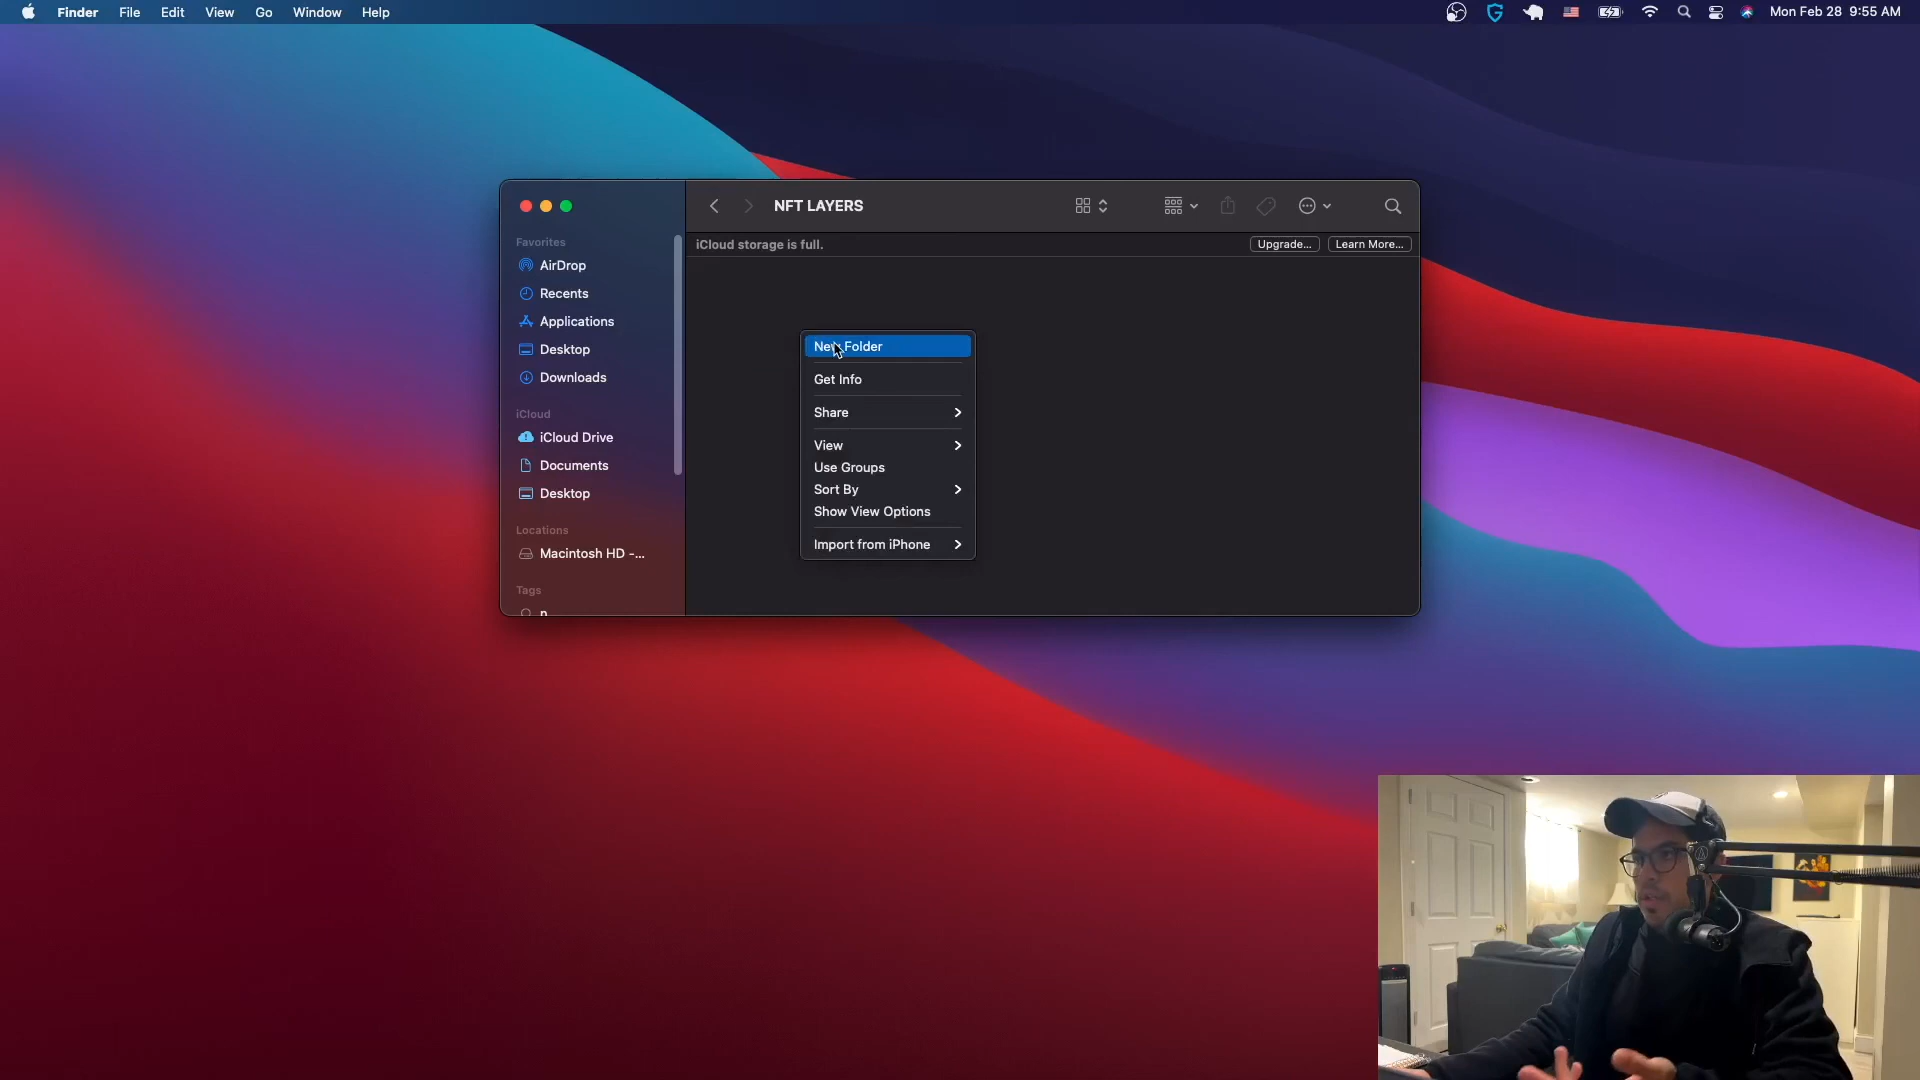 Finder File Edit View Go Window Help
Mon Feb 28 9:55 AM
NFT LAYERS
iCloud storage is full.
Upgrade...
Learn More...
Favorites
AirDrop
Recents
Applications
Desktop
Downloads
iCloud
iCloud Drive
Documents
Desktop
Locations
Macintosh HD -...
Tags
New Folder
Get Info
Share
View
Use Groups
Sort By
Show View Options
Import from iPhone